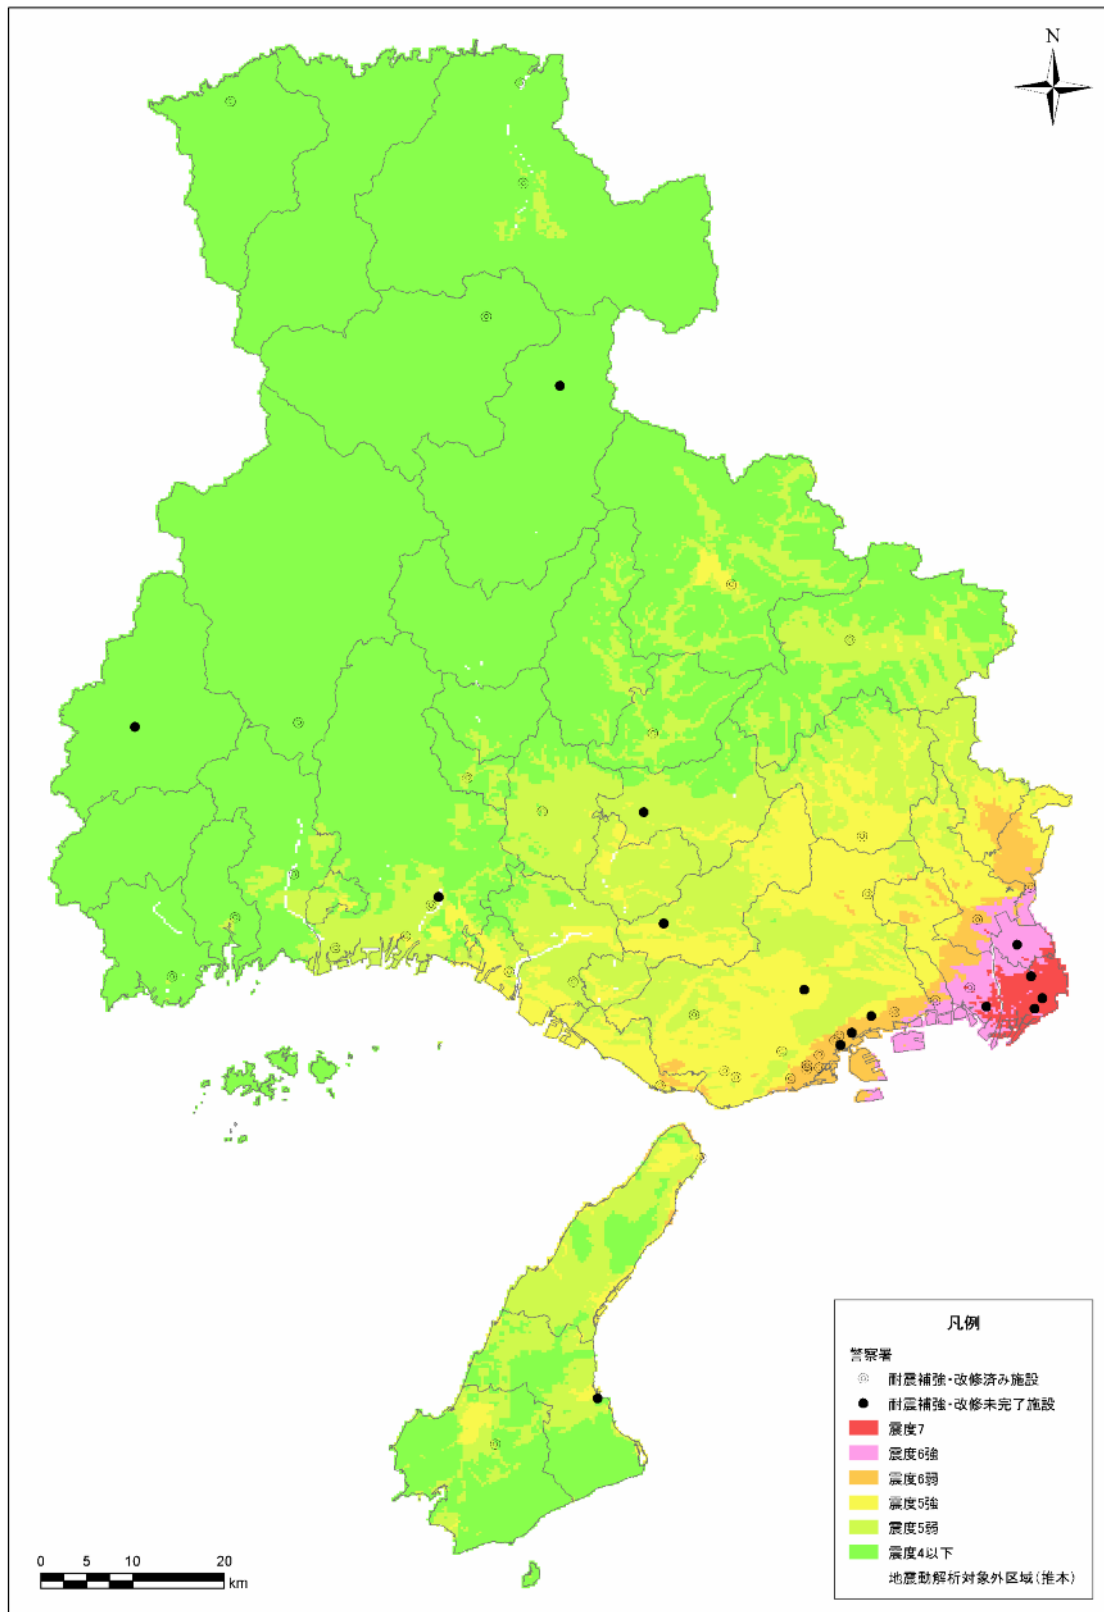 N
凡例
警察署
耐震補強・改修済み施設
耐震補強・改修未完了施設
震度7
震度6強
震度6弱
震度5強
震度5弱
震度4以下
地震動解析対象外区域(推本)
0 5 10 20
km